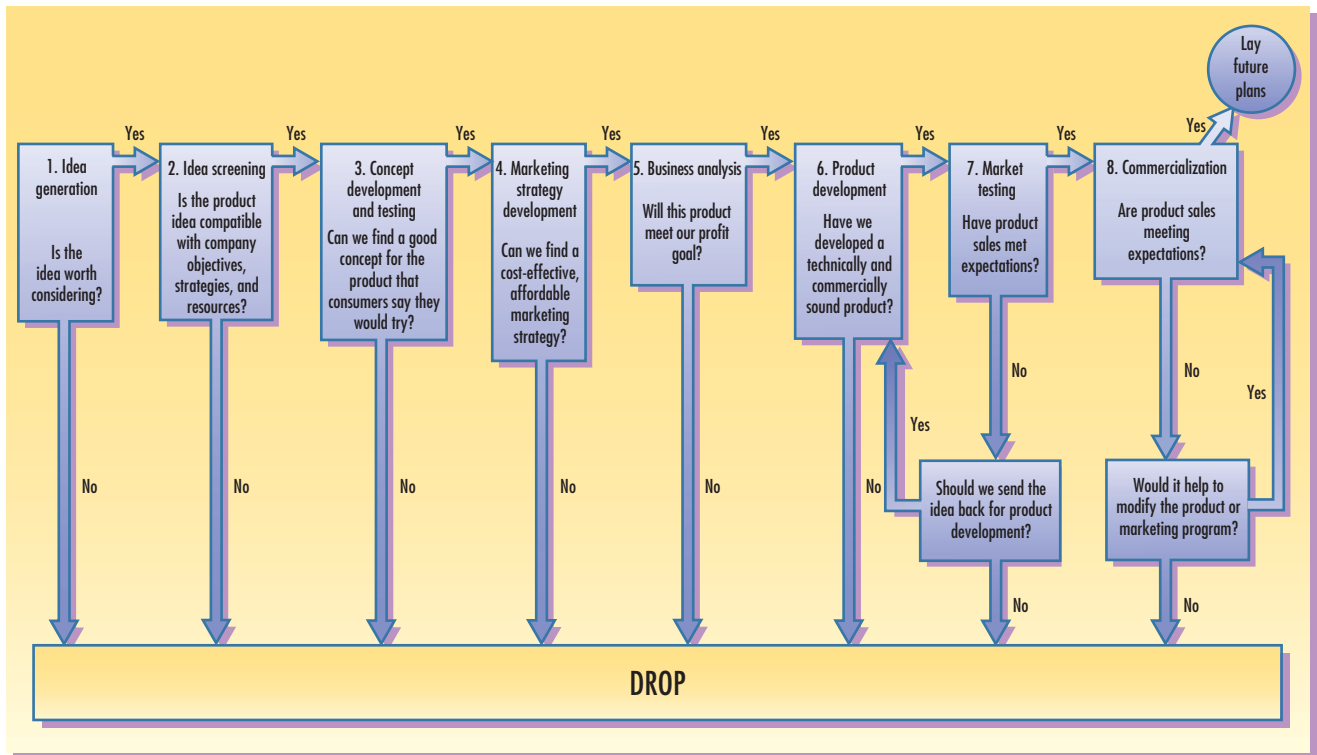 Lay
future
plans
Yes
Yes
Yes
Yes
Yes
Yes
Yes
Yes
1. Idea
generation
Is the
idea worth
considering?
2. Idea screening
Is the product
idea compatible
with company
objectives,
strategies, and
resources?
3. Concept
development
and testing
Can we find a good
concept for the
product that
consumers say they
would try?
4. Marketing
strategy
development
Can we find a
cost-effective,
affordable
marketing
strategy?
5. Business analysis
Will this product
meet our profit
goal?
6. Product
development
Have we
developed a
technically and
commercially
sound product?
7. Market
testing
Have product
sales met
expectations?
8. Commercialization
Are product sales
meeting
expectations?
No
No
Yes
Yes
No
No
No
No
No
No
Should we send the
idea back for product
development?
Would it help to
modify the product or
marketing program?
No
No
DROP